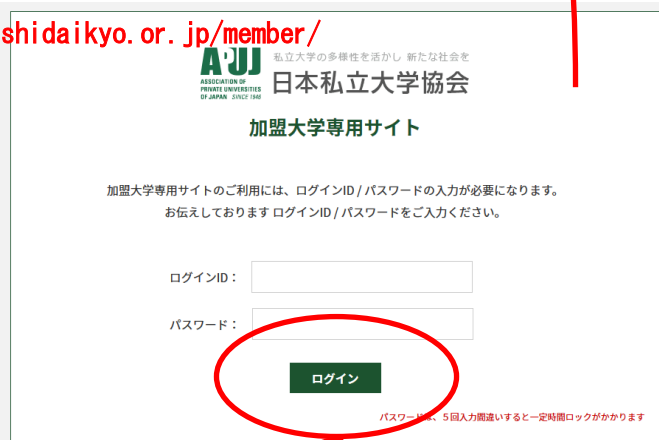 shidaikyo.or.jp/member/
APUJ
私立大学の多様性を活かし 新たな社会を
ASSOCIATION OF
PRIVATE UNIVERSITIES
OF JAPAN SINCE 1946
日本私立大学協会
加盟大学専用サイト
加盟大学専用サイトのご利用には、ログインID / パスワードの入力が必要になります。
お伝えしております ログインID / パスワードをご入力ください。
ログインID：
パスワード：
ログイン
パスワードは、５回入力間違いすると一定時間ロックがかかります